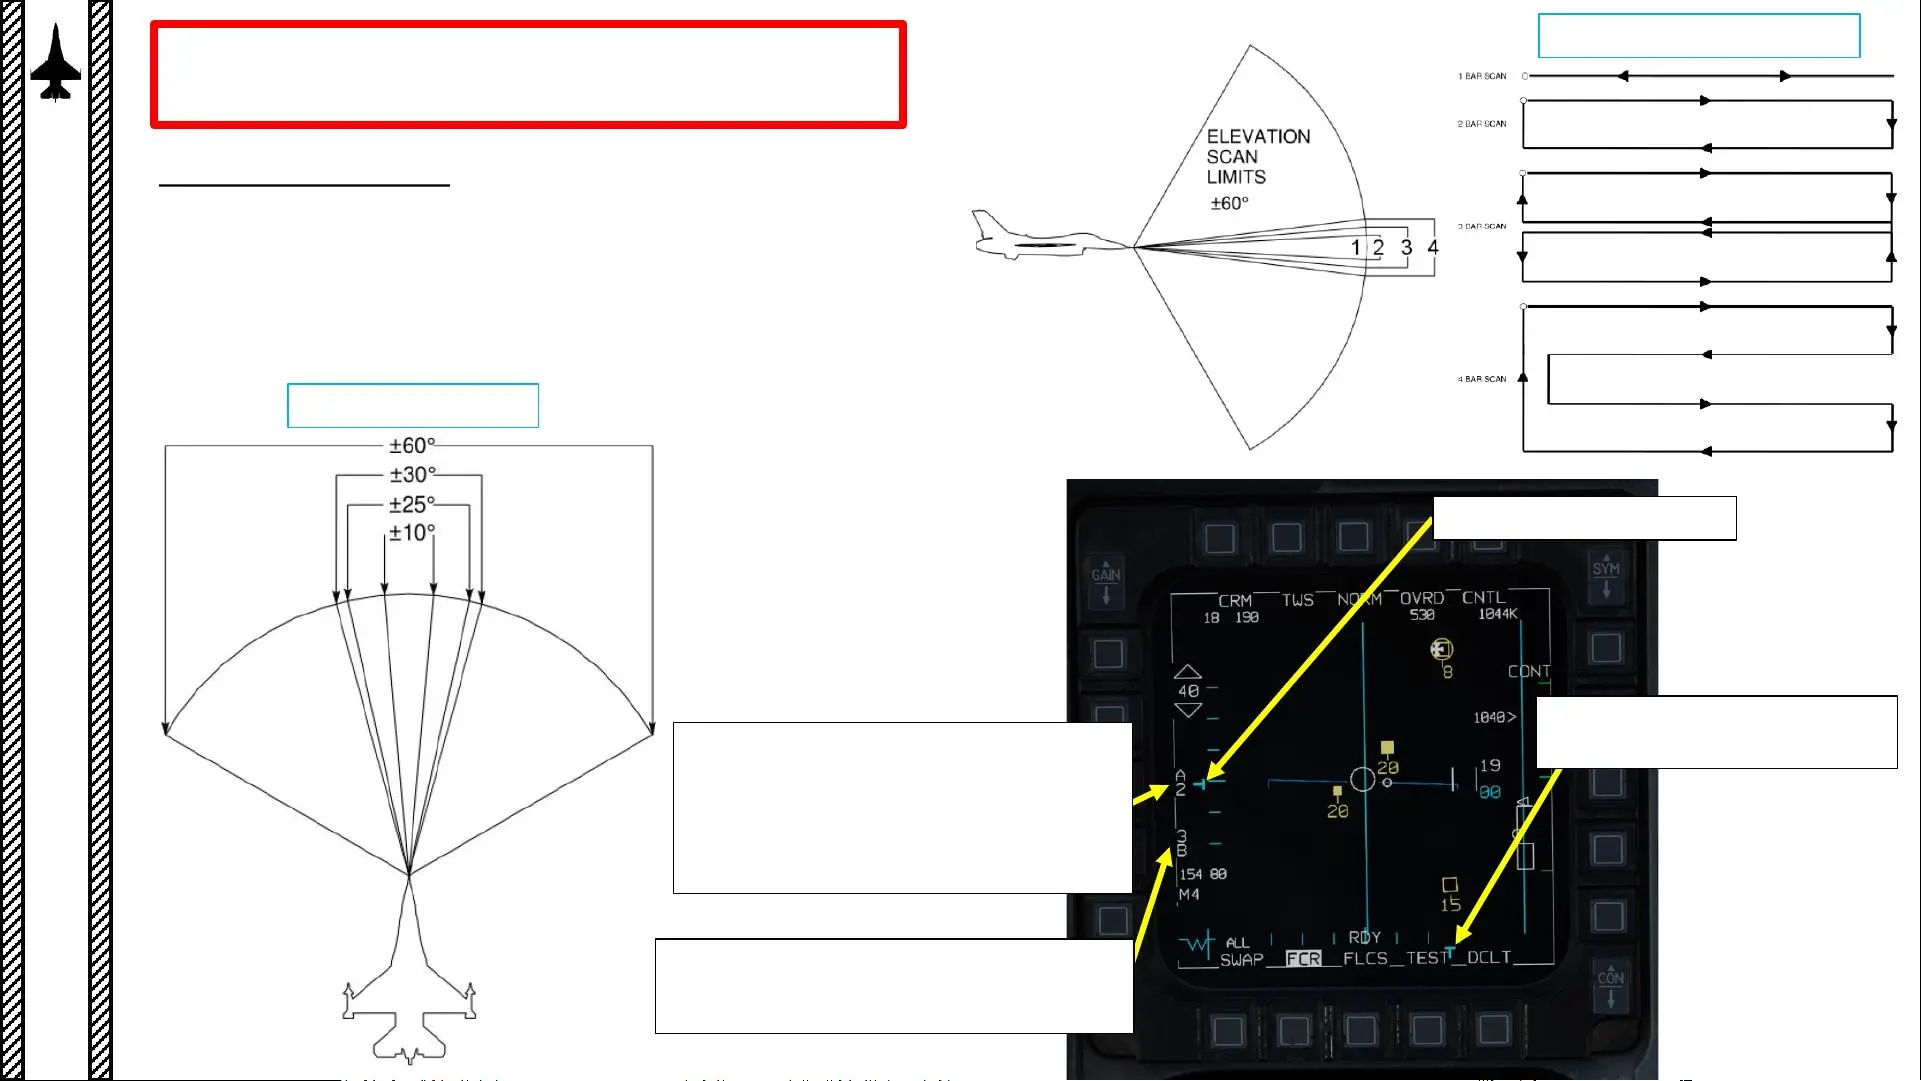 ELEVATION
SCAN
LIMITS
±60°
1 2 3 4
1 BAR SCAN
2 BAR SCAN
3 BAR SCAN
4 BAR SCAN
±60°
±30°
±25°
±10°
GAIN
SYM
CRM TWS NORM OVRD CNTL
18 190 530 1044K
8
CONT
40
1040>
A
2
20
19
00
20
3
B
154 80
M4
15
RDY
ALL
SWAP FCR FLCS TEST DCLT
CON